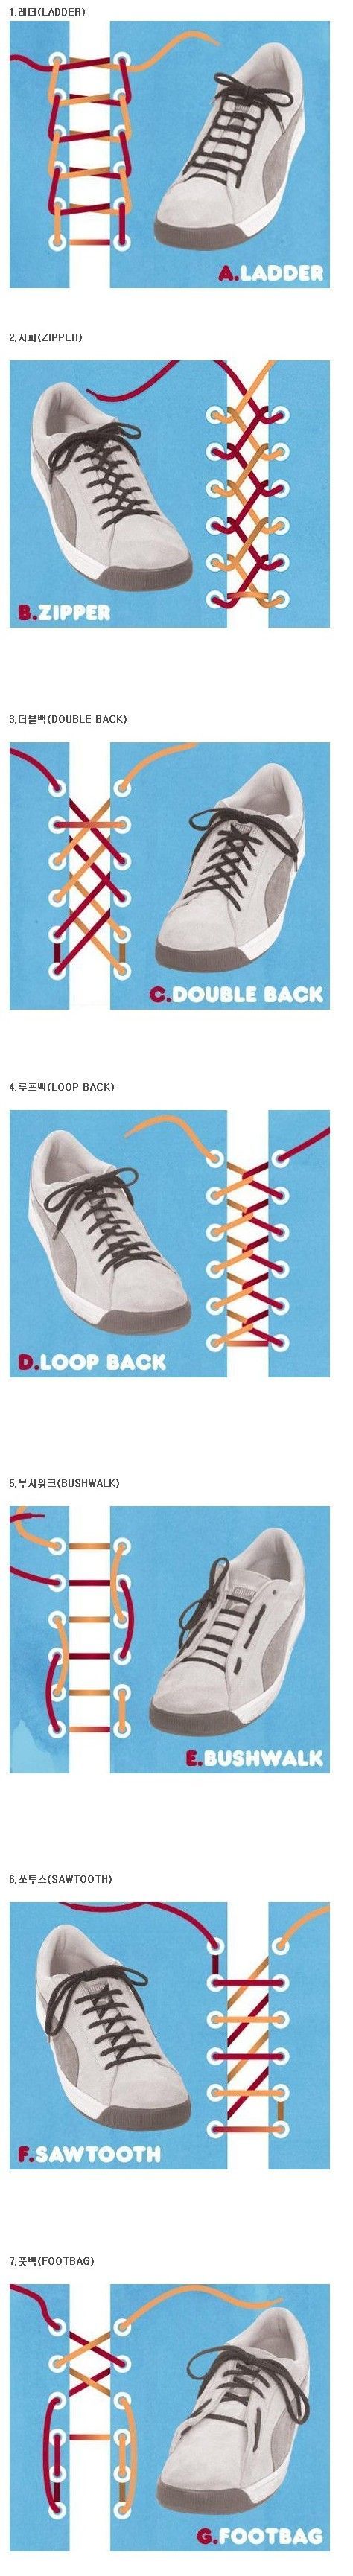 1.레더(LADDER)
A.LADDER
2.지퍼(ZIPPER)
B.ZIPPER
3.더블백(DOUBLE BACK)
C.DOUBLE BACK
4.루프백(LOOP BACK)
D.LOOP BACK
5.부시워크(BUSHWALK)
E.BUSHWALK
6.쏘투스(SAWTOOTH)
F.SAWTOOTH
7.풋백(FOOTBAG)
G.FOOTBAG